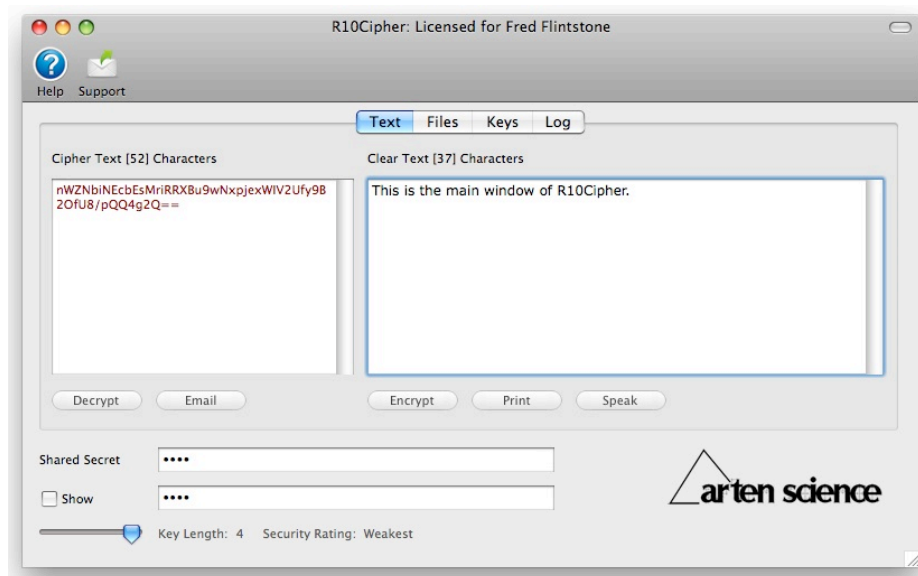 R10Cipher: Licensed for Fred Flintstone
Help Support
Text Files Keys Log
Cipher Text [52] Characters
Clear Text [37] Characters
nWZNbiNEcbEsMriRRXBu9wNxpjexWIV2Ufy9B
2OfU8/pQQ4g2Q==
This is the main window of R10Cipher.
Decrypt Email
Encrypt Print Speak
Shared Secret ••••
Show ••••
Key Length: 4 Security Rating: Weakest
arten science